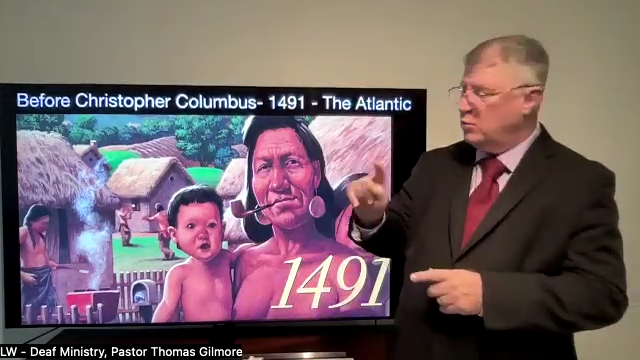 Before Christopher Columbus- 1491 - The Atlantic
1491
LW - Deaf Ministry, Pastor Thomas Gilmore